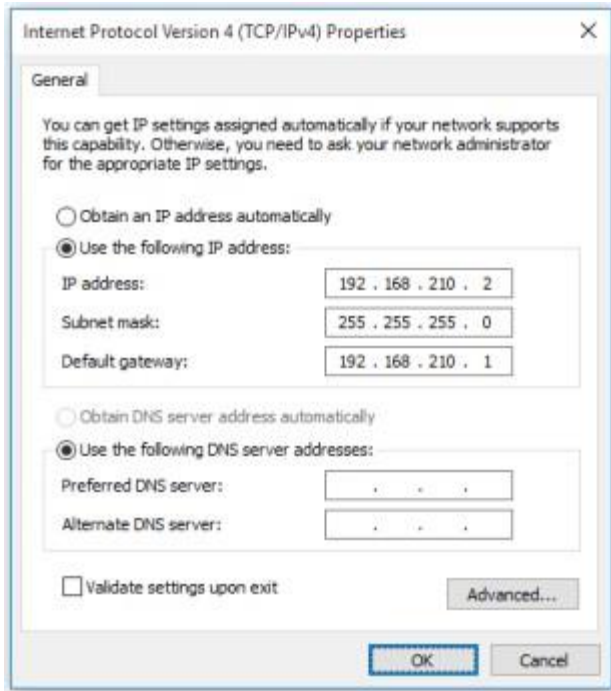 Internet Protocol Version 4 (TCP/IPv4) Properties
General
You can get IP settings assigned automatically if your network supports
this capability. Otherwise, you need to ask your network administrator
for the appropriate IP settings.
Obtain an IP address automatically
Use the following IP address:
IP address: 192 . 168 . 210 . 2
Subnet mask: 255 . 255 . 255 . 0
Default gateway: 192 . 168 . 210 . 1
Obtain DNS server address automatically
Use the following DNS server addresses:
Preferred DNS server: . . .
Alternate DNS server: . . .
Validate settings upon exit
Advanced...
OK Cancel